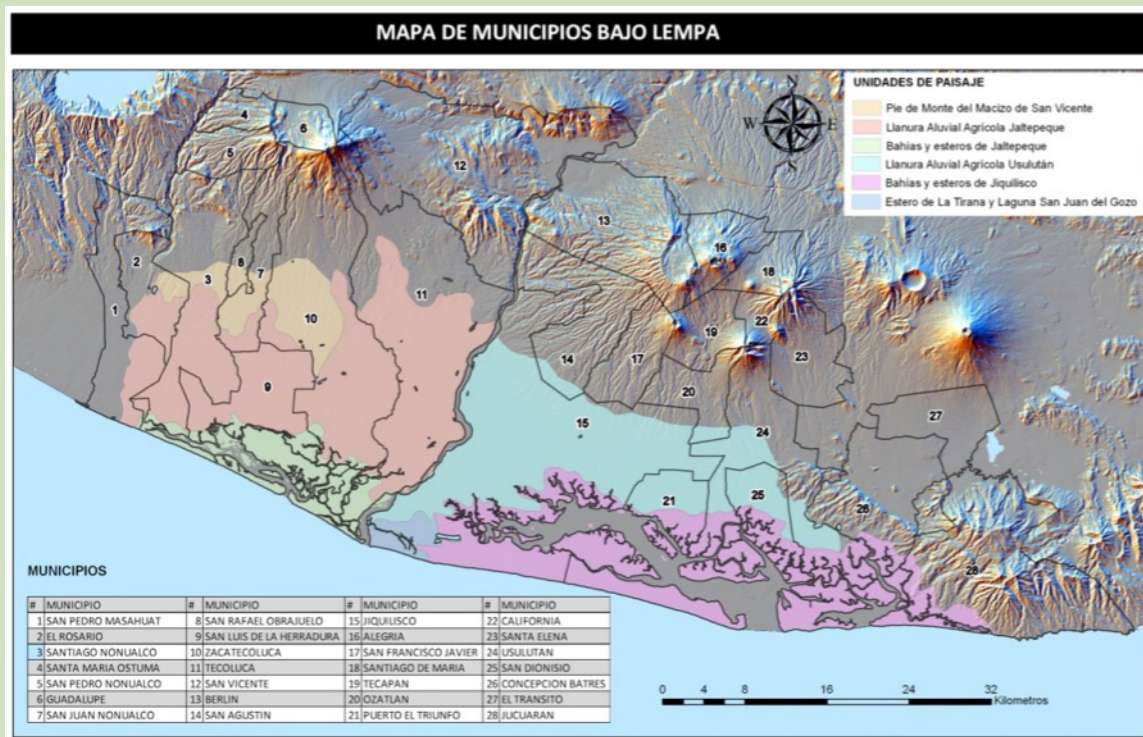 MAPA DE MUNICIPIOS BAJO LEMPA
UNIDADES DE PAISAJE
Pie de Monte del Macizo de San Vicente
Llanura Aluvial Agrícola Jaltepeque
Bahías y esteros de Jaltepeque
Llanura Aluvial Agrícola Usulután
Bahías y esteros de Jiquilisco
Estero de La Tirana y Laguna San Juan del Gozo
N
W E
S
4
6
5
12
13
16
2
8
7
3
18
11
1
10
19
22
23
14
17
20
9
27
15
24
21
25
26
28
MUNICIPIOS
# MUNICIPIO # MUNICIPIO # MUNICIPIO # MUNICIPIO
1 SAN PEDRO MASAHUAT 8 SAN RAFAEL OBRAJUELO 15 JIQUILISCO 22 CALIFORNIA
2 EL ROSARIO 9 SAN LUIS DE LA HERRADURA 16 ALEGRIA 23 SANTA ELENA
3 SANTIAGO NONUALCO 10 ZACATECOLUCA 17 SAN FRANCISCO JAVIER 24 USULUTAN
4 SANTA MARIA OSTUMA 11 TECOLUCA 18 SANTIAGO DE MARIA 25 SAN DIONISIO
5 SAN PEDRO NONUALCO 12 SAN VICENTE 19 TECAPAN 26 CONCEPCION BATRES
6 GUADALUPE 13 BERLIN 20 OZATLAN 27 EL TRANSITO
7 SAN JUAN NONUALCO 14 SAN AGUSTIN 21 PUERTO EL TRIUNFO 28 JUCUARAN
0 4 8 16 24 32
Kilometros